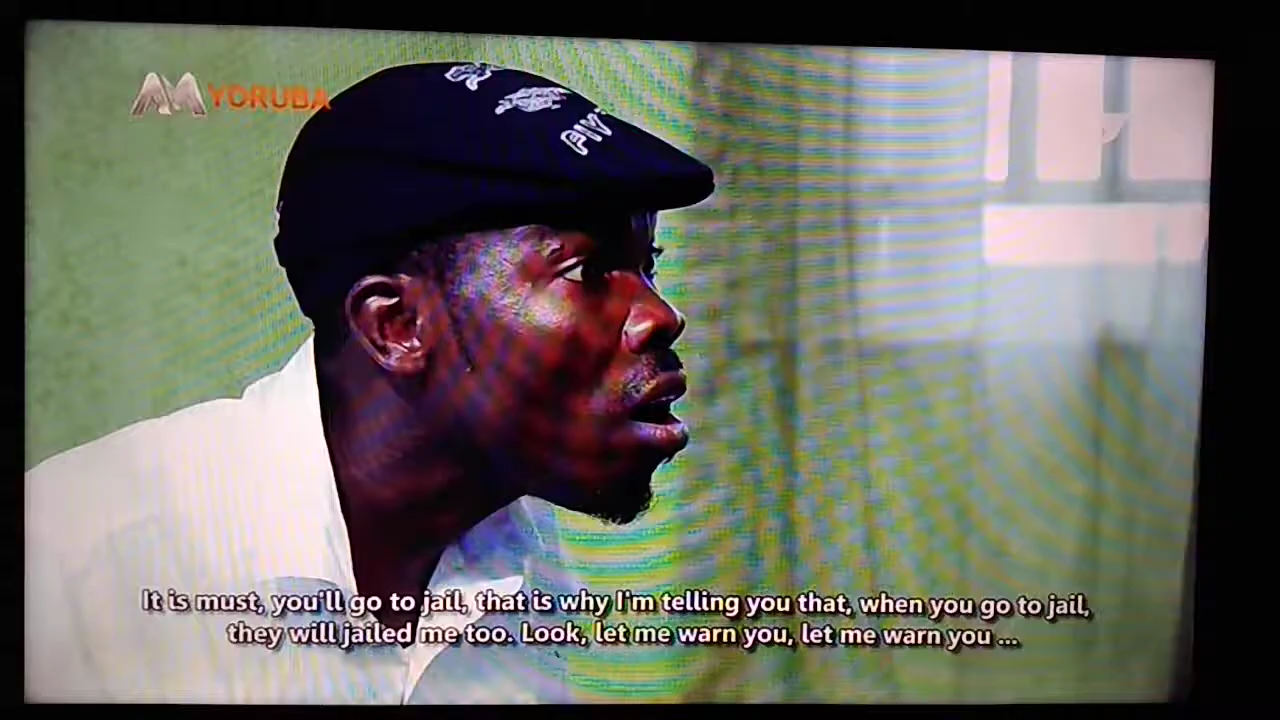 YORUBA
It is must, you'll go to jail, that is why I'm telling you that, when you go to jail,
they will jailed me too. Look, let me warn you, let me warn you ...